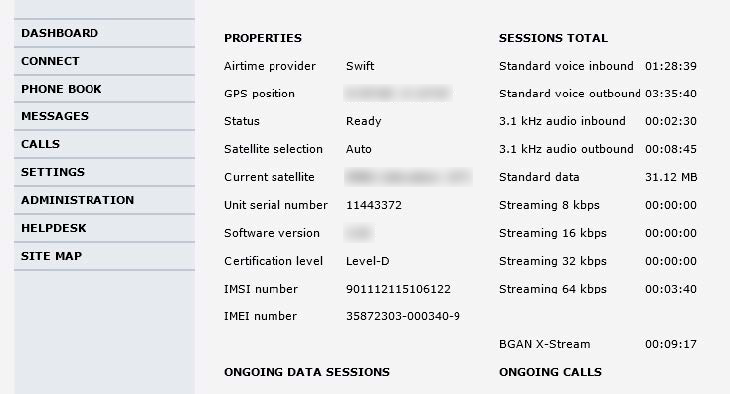 DASHBOARD
CONNECT
PHONE BOOK
MESSAGES
CALLS
SETTINGS
ADMINISTRATION
HELPDESK
SITE MAP
PROPERTIES
Airtime provider Swift
GPS position
Status Ready
Satellite selection Auto
Current satellite
Unit serial number 11443372
Software version
Certification level Level-D
IMSI number 901112115106122
IMEI number 35872303-000340-9
ONGOING DATA SESSIONS
SESSIONS TOTAL
Standard voice inbound 01:28:39
Standard voice outbound 03:35:40
3.1 kHz audio inbound 00:02:30
3.1 kHz audio outbound 00:08:45
Standard data 31.12 MB
Streaming 8 kbps 00:00:00
Streaming 16 kbps 00:00:00
Streaming 32 kbps 00:00:00
Streaming 64 kbps 00:03:40
BGAN X-Stream 00:09:17
ONGOING CALLS